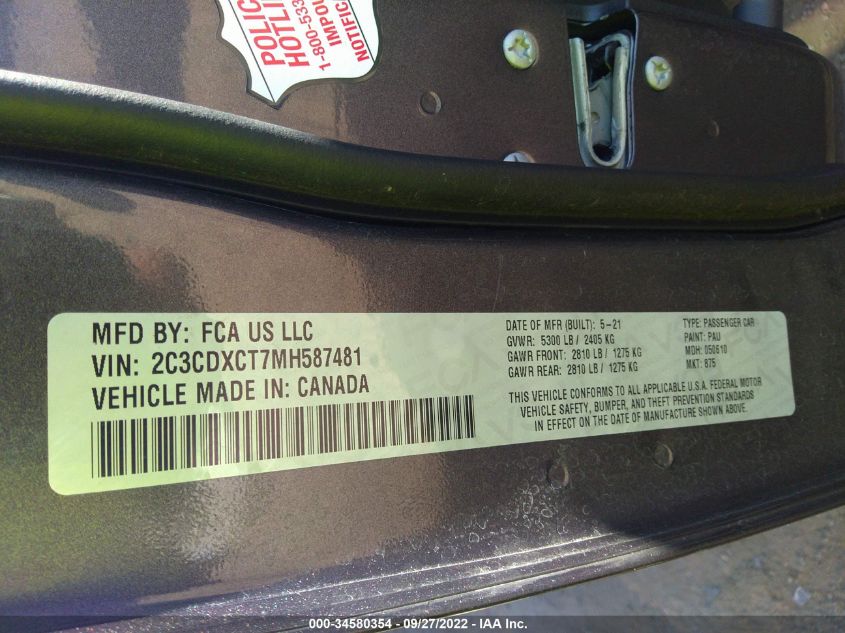 POLIC
HOTLI
1-800-533
IMPOU
NOTIFIC
MFD BY: FCA US LLC
VIN: 2C3CDXCT7MH587481
VEHICLE MADE IN: CANADA
DATE OF MFR (BUILT): 5-21
GVWR: 5300 LB / 2405 KG
GAWR FRONT: 2810 LB / 1275 KG
GAWR REAR: 2810 LB / 1275 KG
TYPE: PASSENGER CAR
PAINT: PAU
MDH: 050610
MKT: 875
THIS VEHICLE CONFORMS TO ALL APPLICABLE U.S.A. FEDERAL MOTOR
VEHICLE SAFETY, BUMPER, AND THEFT PREVENTION STANDARDS
IN EFFECT ON THE DATE OF MANUFACTURE SHOWN ABOVE.
000-34580354 - 09/27/2022 - IAA Inc.